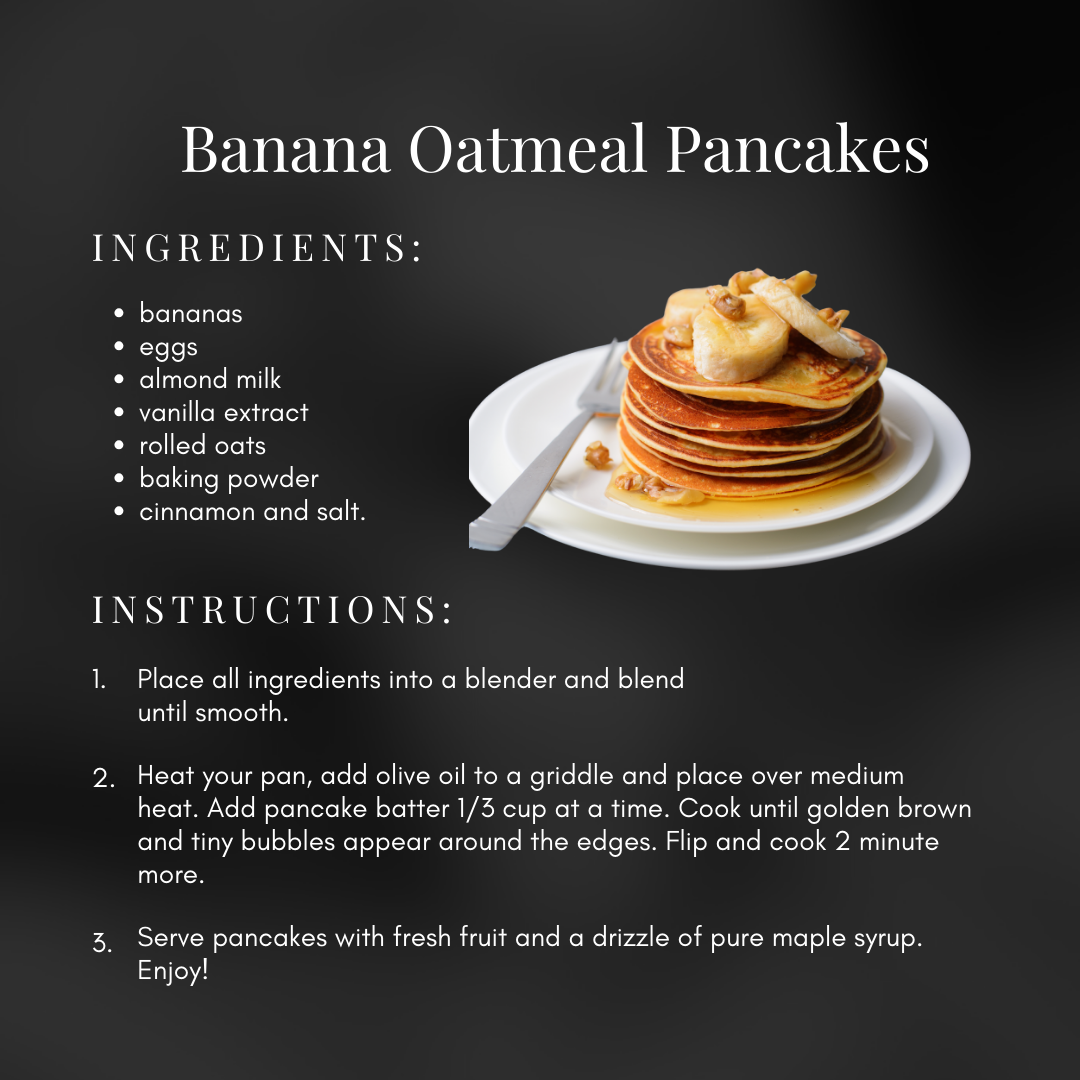 Banana Oatmeal Pancakes
INGREDIENTS:
• bananas
• eggs
• almond milk
• vanilla extract
• rolled oats
• baking powder
• cinnamon and salt.
INSTRUCTIONS:
1. Place all ingredients into a blender and blend
until smooth.
2. Heat your pan, add olive oil to a griddle and place over medium
heat. Add pancake batter 1/3 cup at a time. Cook until golden brown
and tiny bubbles appear around the edges. Flip and cook 2 minute
more.
3. Serve pancakes with fresh fruit and a drizzle of pure maple syrup.
Enjoy!